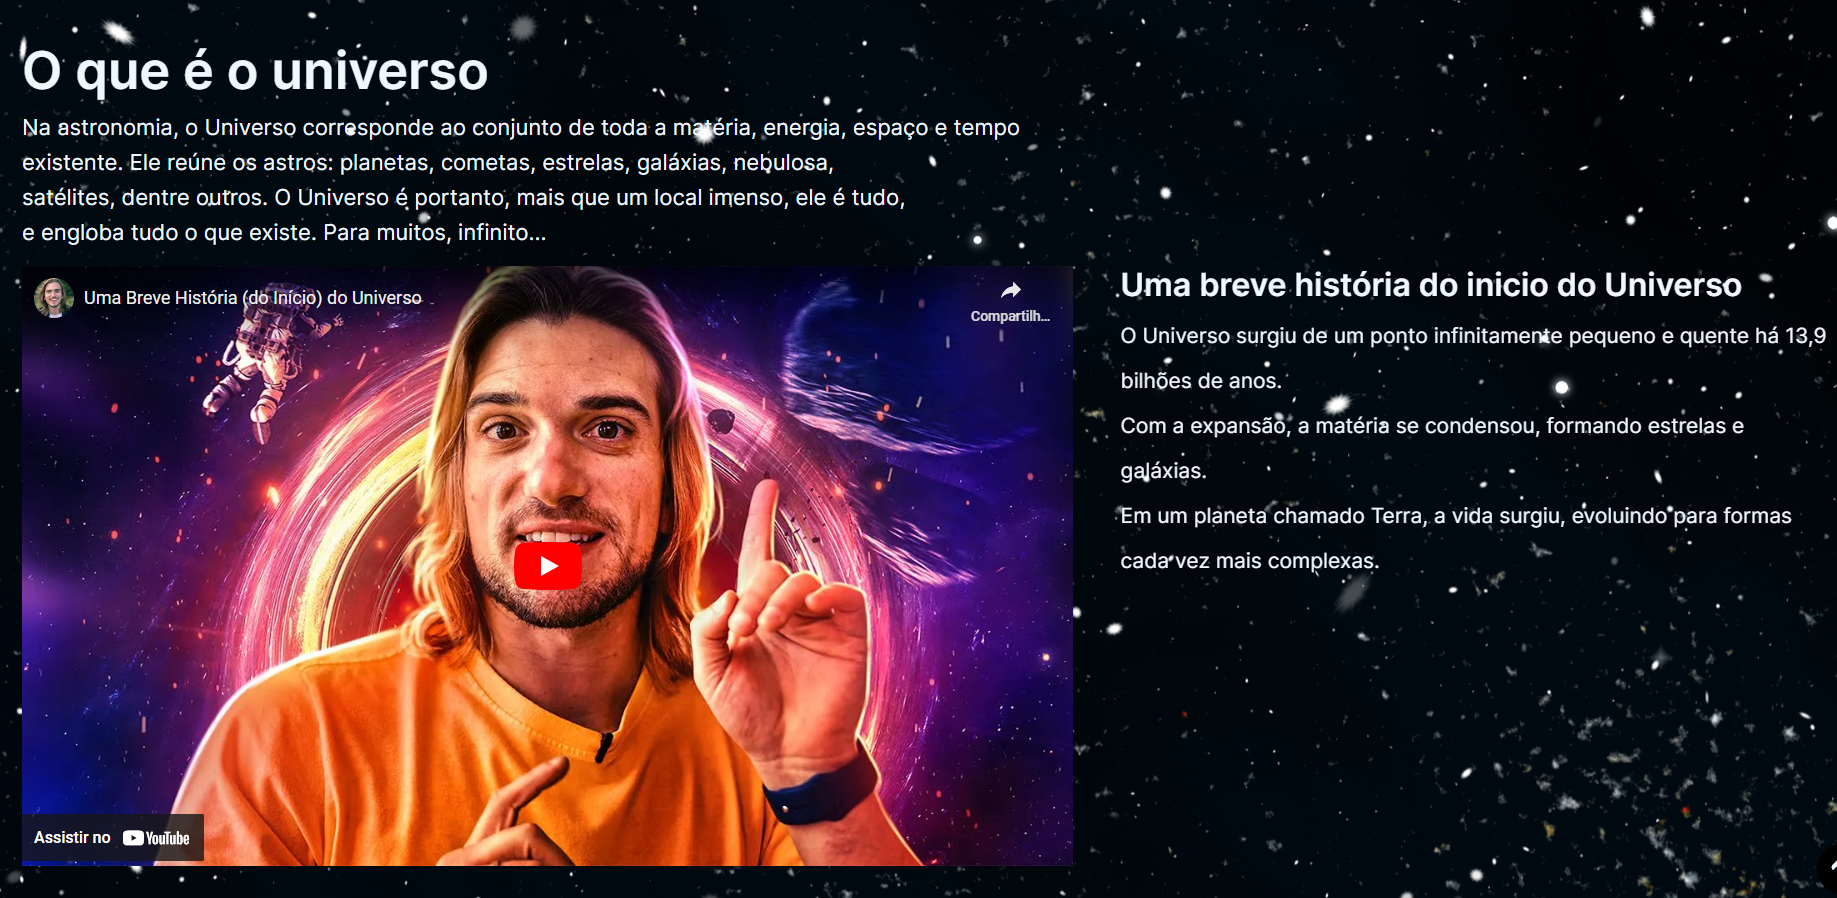 O que é o universo
Na astronomia, o Universo corresponde ao conjunto de toda a matéria, energia, espaço e tempo
existente. Ele reúne os astros: planetas, cometas, estrelas, galáxias, nebulosa,
satélites, dentre outros. O Universo é portanto, mais que um local imenso, ele é tudo,
e engloba tudo o que existe. Para muitos, infinito...
Uma Breve História (do Início) do Universo
Compartilh...
Assistir no YouTube
Uma breve história do inicio do Universo
O Universo surgiu de um ponto infinitamente pequeno e quente há 13,9
bilhões de anos.
Com a expansão, a matéria se condensou, formando estrelas e
galáxias.
Em um planeta chamado Terra, a vida surgiu, evoluindo para formas
cada vez mais complexas.